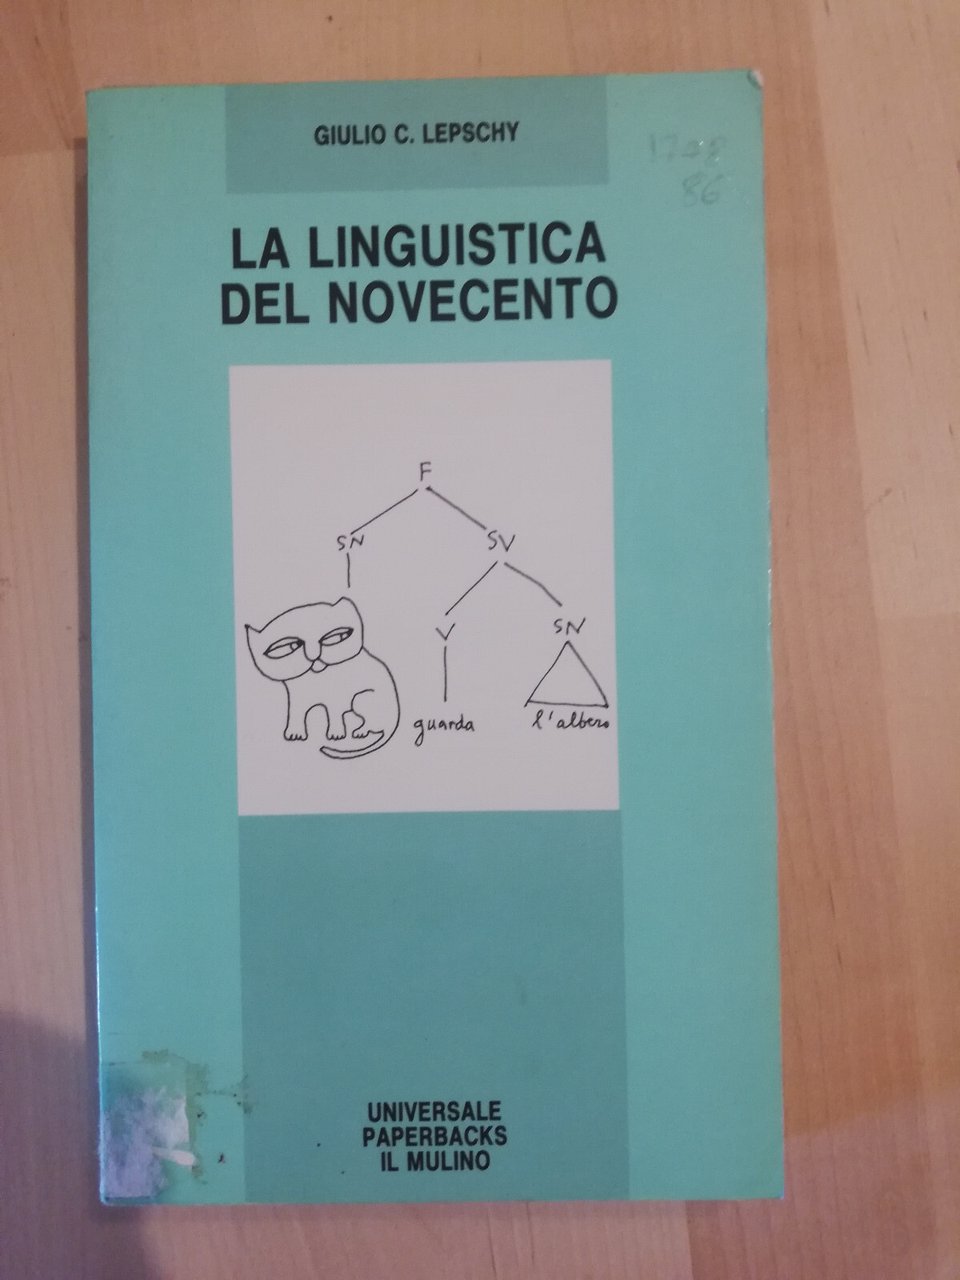 GIULIO C. LEPSCHY
LA LINGUISTICA
DEL NOVECENTO
F
SN SV
V SN
guarda l'albero
UNIVERSALE
PAPERBACKS
IL MULINO